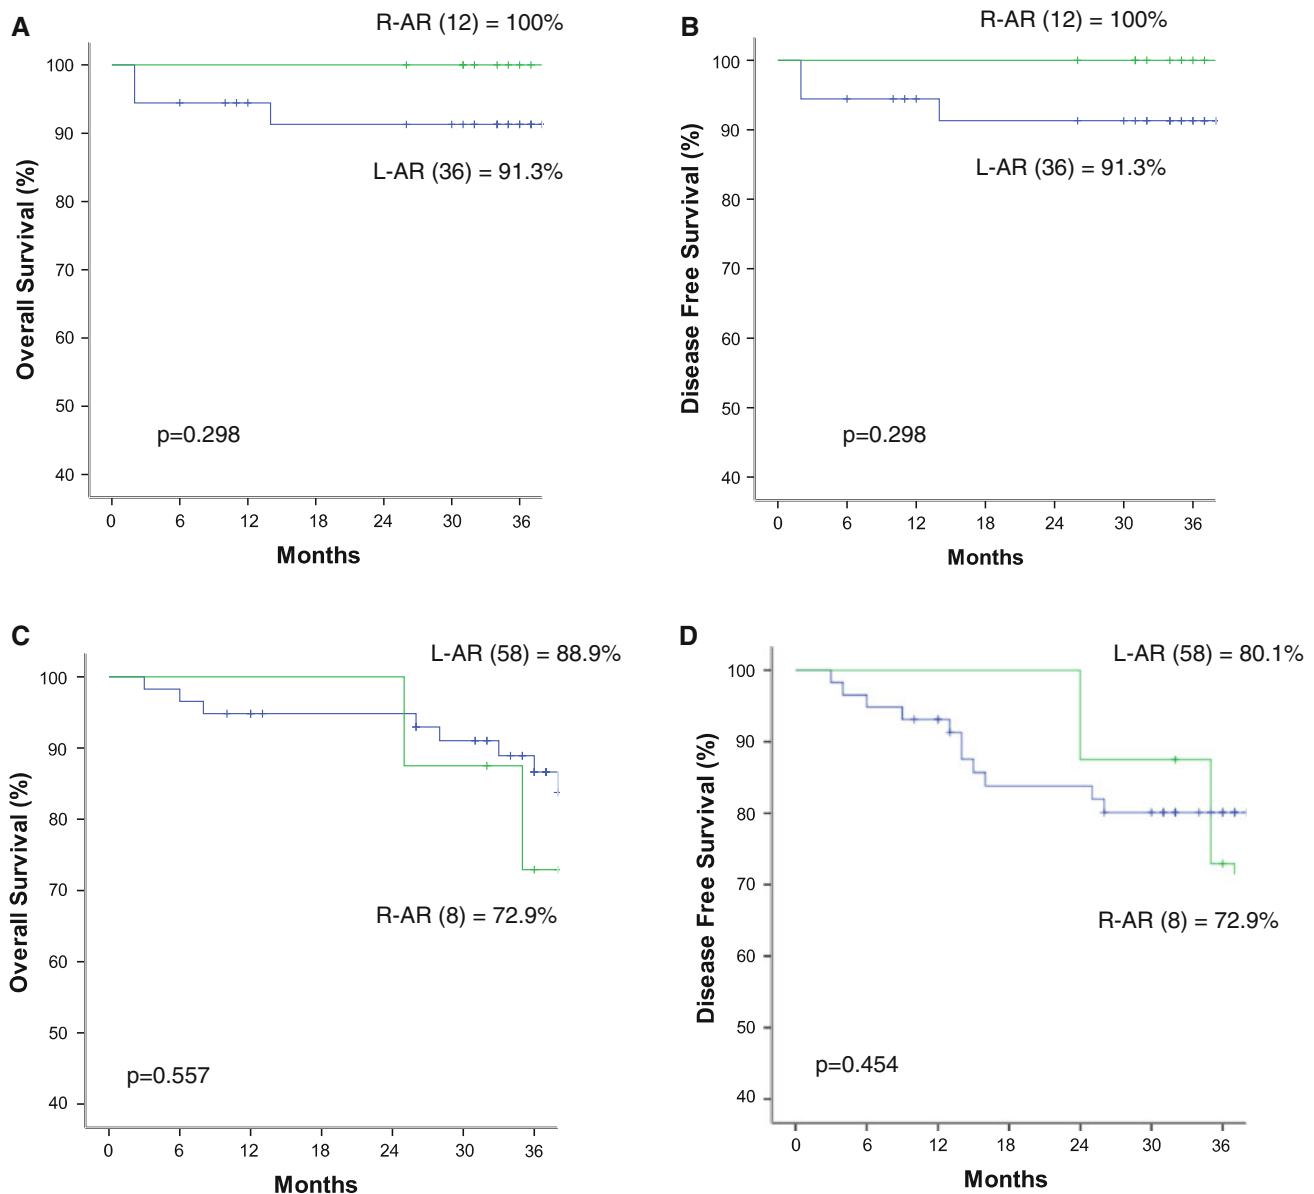 A
R-AR (12) = 100%
100
90
80
70
60
50
40
Overall Survival (%)
L-AR (36) = 91.3%
p=0.298
0 6 12 18 24 30 36
Months
B
R-AR (12) = 100%
100
90
80
70
60
50
40
Disease Free Survival (%)
L-AR (36) = 91.3%
p=0.298
0 6 12 18 24 30 36
Months
C
L-AR (58) = 88.9%
100
90
80
70
60
50
40
Overall Survival (%)
R-AR (8) = 72.9%
p=0.557
0 6 12 18 24 30 36
Months
D
L-AR (58) = 80.1%
100
90
80
70
60
50
40
Disease Free Survival (%)
R-AR (8) = 72.9%
p=0.454
0 6 12 18 24 30 36
Months